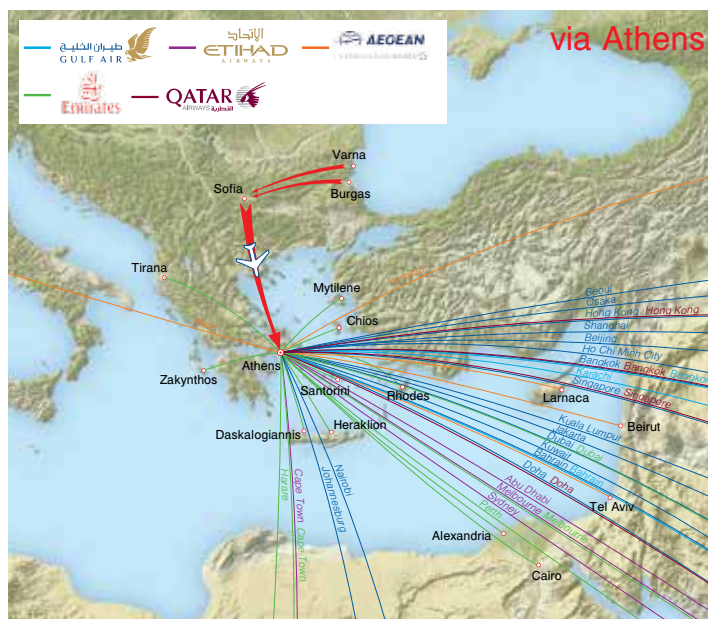 via Athens
طيران الخليج
GULF AIR
الإتحاد
ETIHAD
AIRWAYS
AEGEAN
Emirates
QATAR
AIRWAYS القطرية
Varna
Burgas
Sofia
Tirana
Mytilene
Chios
Athens
Zakynthos
Santorini
Rhodes
Larnaca
Daskalogiannis
Heraklion
Beirut
Tel Aviv
Alexandria
Cairo
Seoul
Osaka
Hong Kong Hong Kong
Shanghai
Beijing
Ho Chi Minh City
Bangkok Bangkok Bangkok
Karachi
Singapore Singapore
Kuala Lumpur
Jakarta
Dubai Dubai
Kuwait
Bahrain Bahrain
Doha Doha
Abu Dhabi
Melbourne Melbourne
Sydney
Perth
Nairobi
Johannesburg
Cape Town Cape Town
Harare